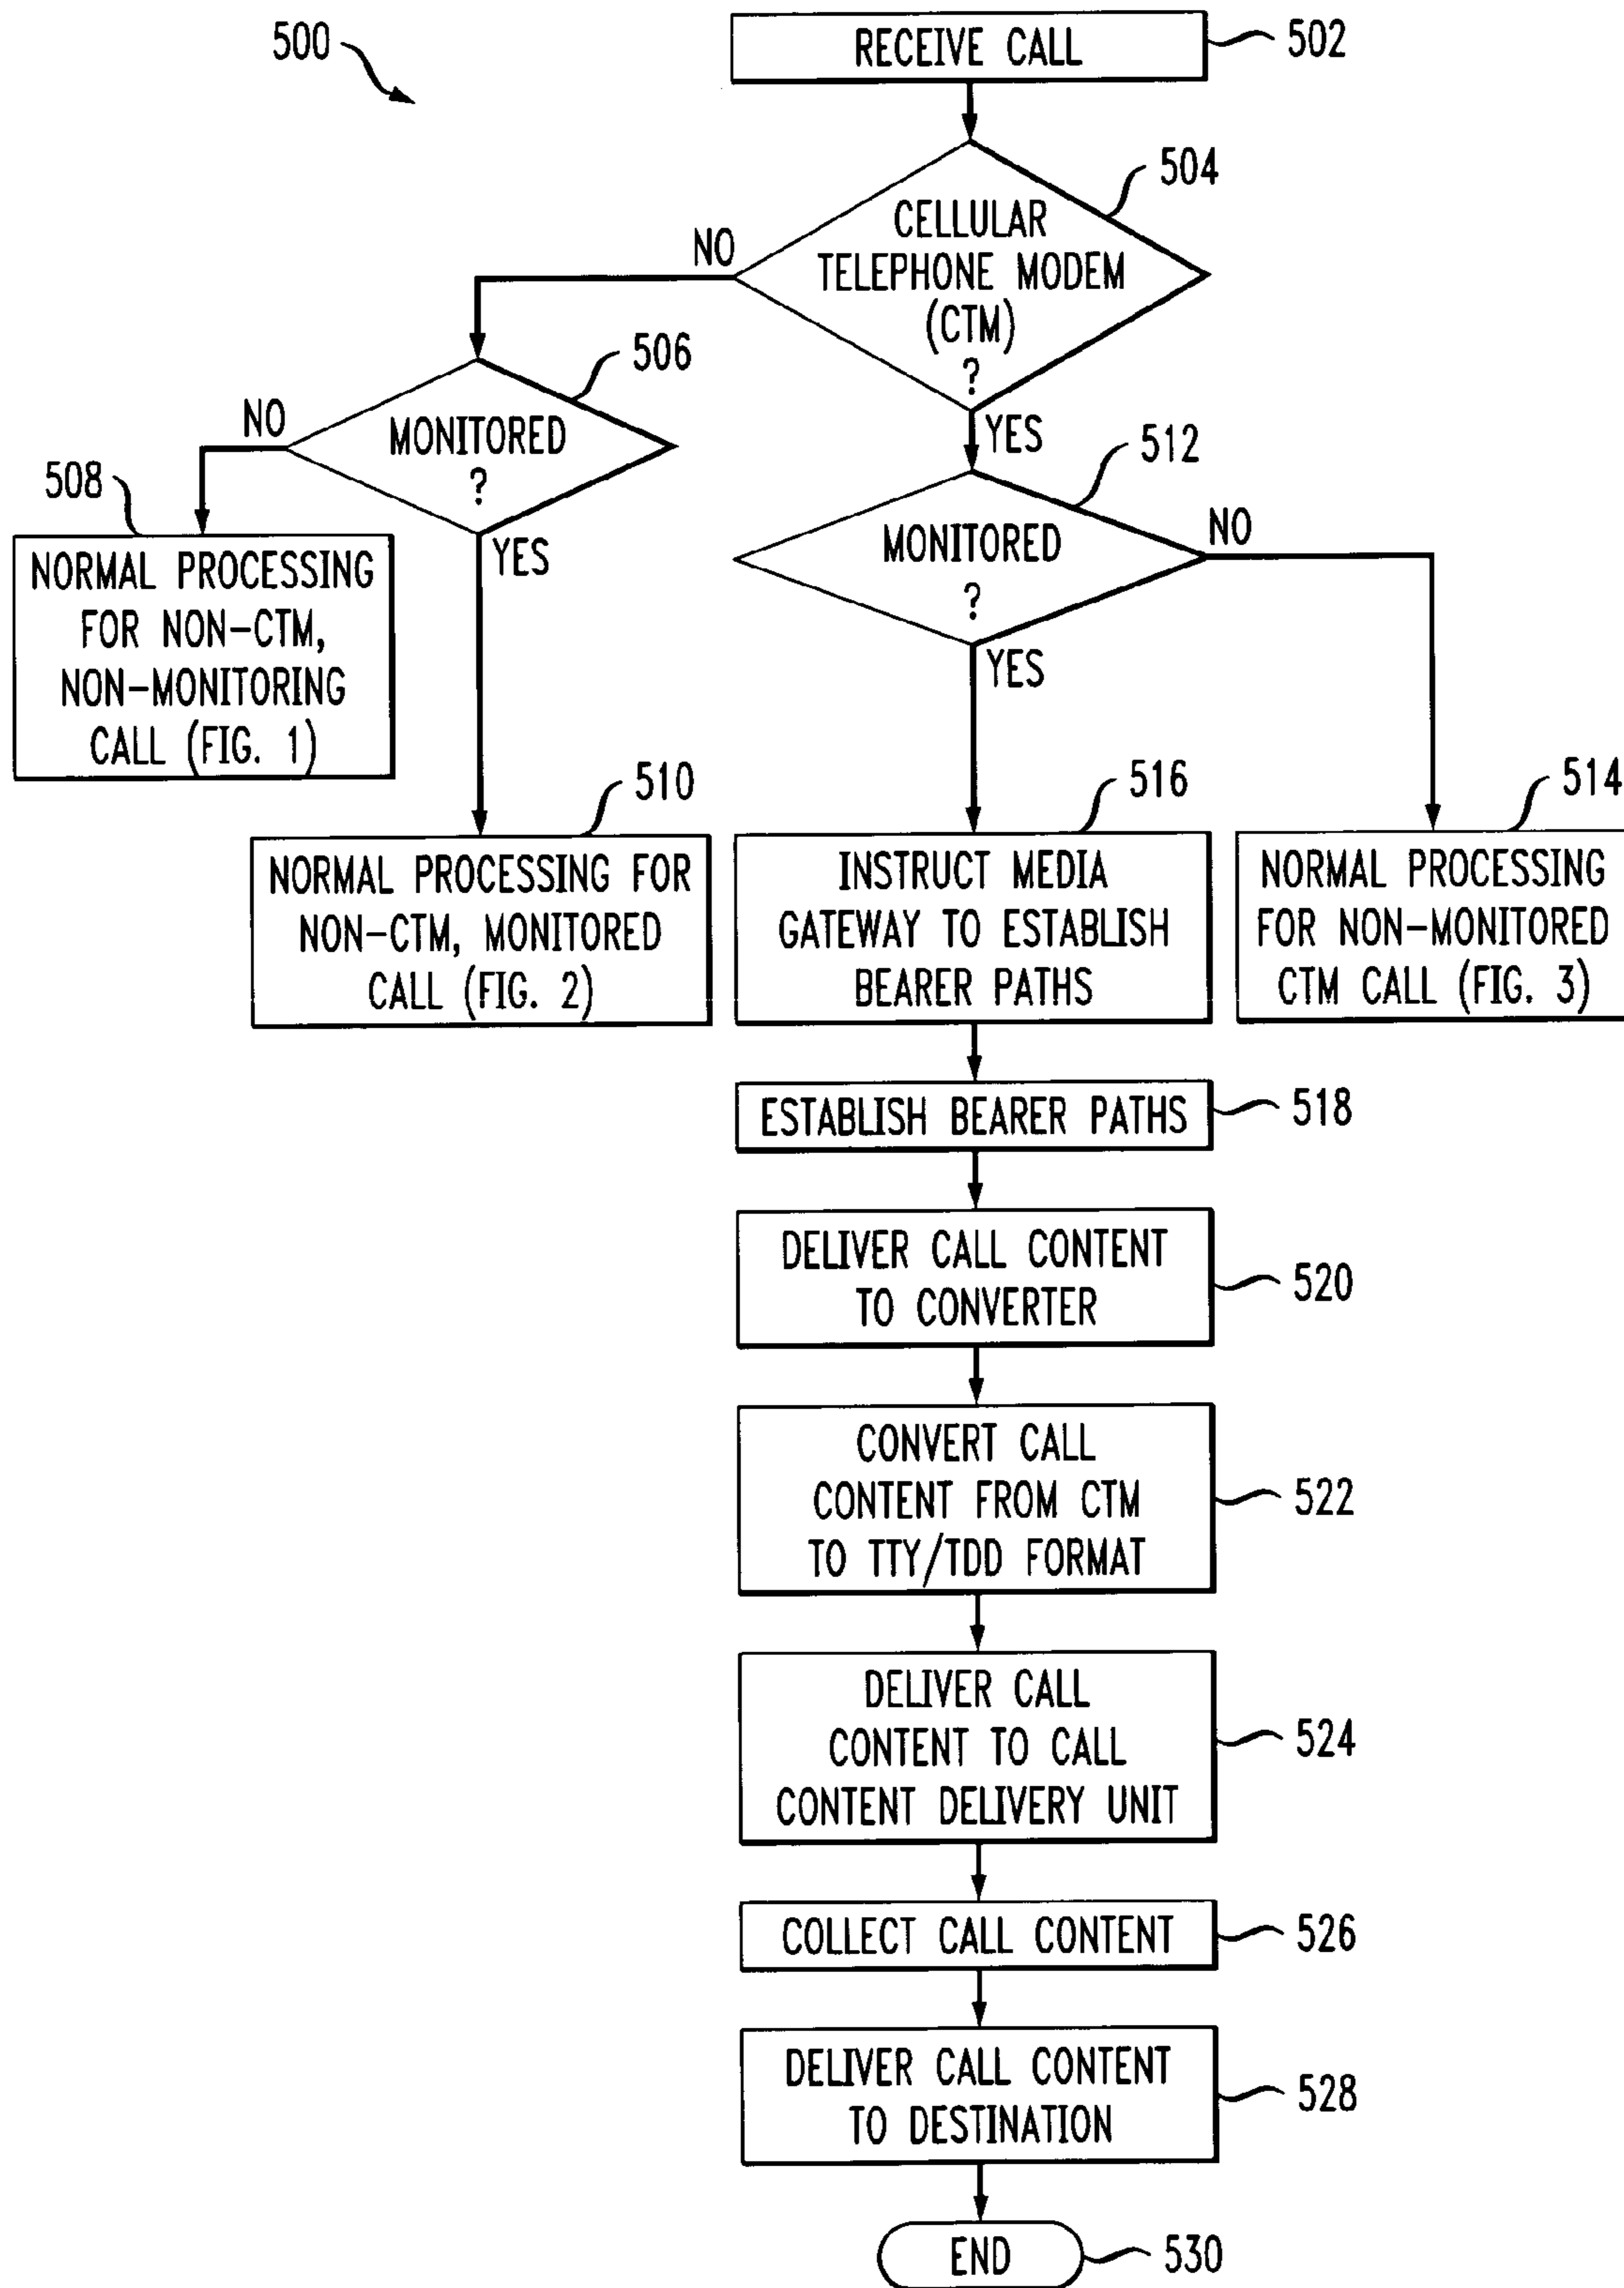 500
RECEIVE CALL
502
CELLULAR
TELEPHONE MODEM
(CTM)
?
504
NO
YES
MONITORED
?
506
NO
YES
508
NORMAL PROCESSING
FOR NON-CTM,
NON-MONITORING
CALL (FIG. 1)
510
NORMAL PROCESSING FOR
NON-CTM, MONITORED
CALL (FIG. 2)
MONITORED
?
512
NO
YES
514
NORMAL PROCESSING
FOR NON-MONITORED
CTM CALL (FIG. 3)
516
INSTRUCT MEDIA
GATEWAY TO ESTABLISH
BEARER PATHS
ESTABLISH BEARER PATHS
518
DELIVER CALL CONTENT
TO CONVERTER
520
CONVERT CALL
CONTENT FROM CTM
TO TTY/TDD FORMAT
522
DELIVER CALL
CONTENT TO CALL
CONTENT DELIVERY UNIT
524
COLLECT CALL CONTENT
526
DELIVER CALL CONTENT
TO DESTINATION
528
END
530